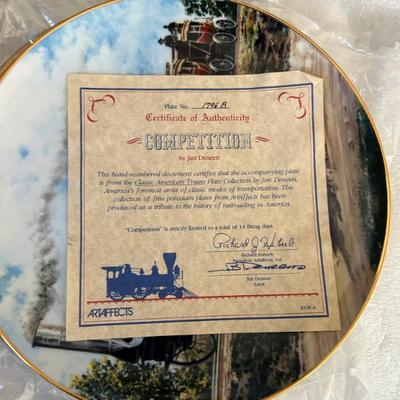 Plate No. 1796B
Certificate of Authenticity
COMPETITION
by Jim Deneen
This hand-numbered document certifies that the accompanying plate
is from the Classic American Trains Plate Collection by Jim Deneen,
America's foremost artist of classic modes of transportation. This
collection of fine porcelain plates from Artaffects has been
produced as a tribute to the history of railroading in America.
"Competition" is strictly limited to a total of 14 firing days.
Richard J. Habeeb
Richard Habeeb
President, Artaffects, Ltd.
J. Deneen
Jim Deneen
Artist
ARTAFFECTS